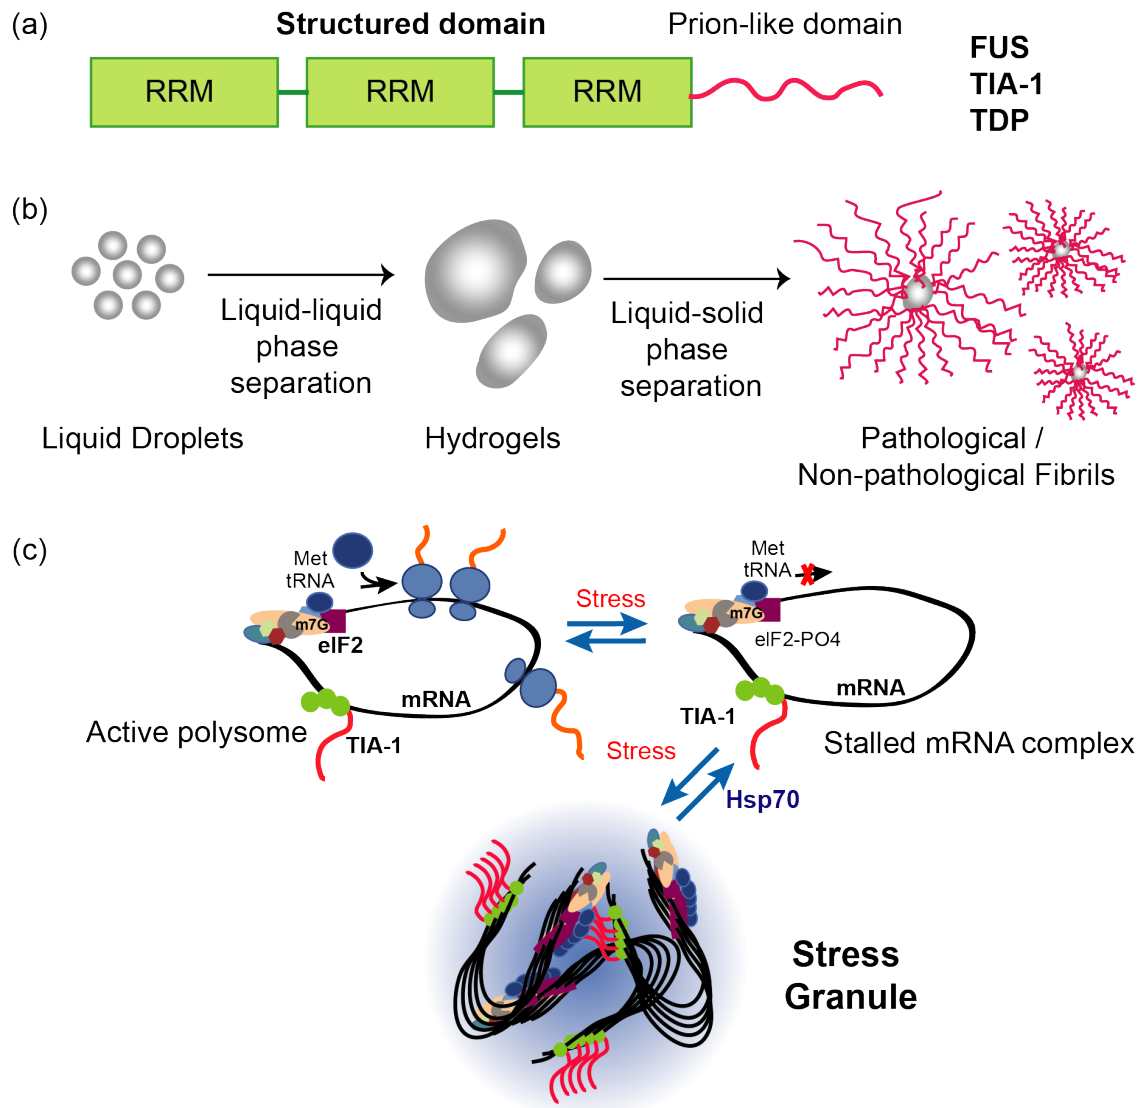 (a)
Structured domain
Prion-like domain
RRM
RRM
RRM
FUS
TIA-1
TDP
(b)
Liquid-liquid
phase
separation
Liquid-solid
phase
separation
Liquid Droplets
Hydrogels
Pathological /
Non-pathological Fibrils
(c)
Met
tRNA
m7G
eIF2
mRNA
TIA-1
Active polysome
Stress
Met
tRNA
m7G
eIF2-PO4
mRNA
TIA-1
Stalled mRNA complex
Stress
Hsp70
Stress
Granule